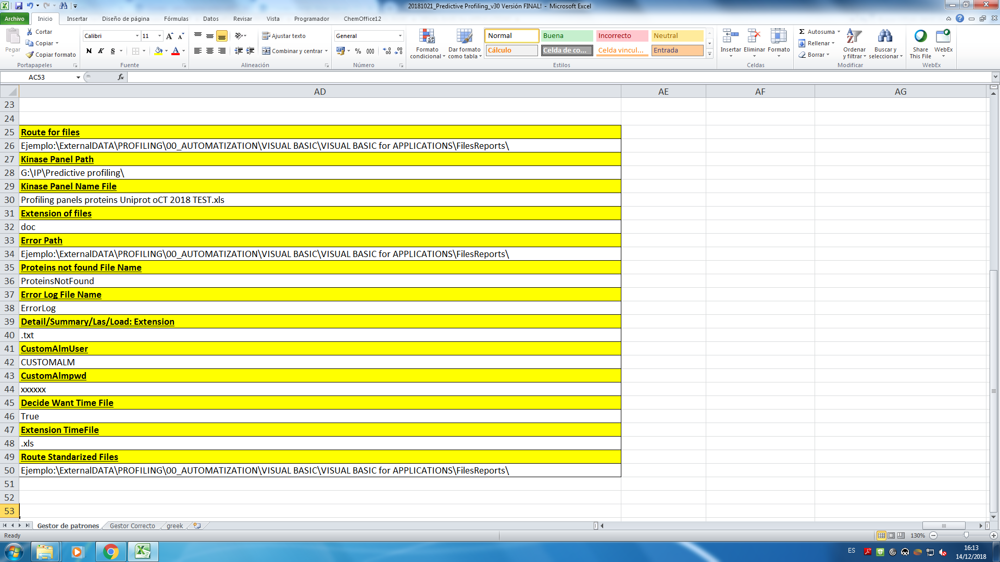 20181021_Predictive Profiling_v30 Versión FINAL! - Microsoft Excel
Archivo Inicio Insertar Diseño de página Fórmulas Datos Revisar Vista Programador ChemOffice12
Pegar
Cortar
Copiar
Copiar formato
Portapapeles
Calibri 11
N K S
Fuente
Ajustar texto
Combinar y centrar
Alineación
General
% 000
Número
Formato condicional
Dar formato como tabla
Normal Buena Incorrecto Neutral
Cálculo Celda de co... Celda vincul... Entrada
Estilos
Insertar Eliminar Formato
Celdas
Autosuma
Rellenar
Borrar
Ordenar y filtrar
Buscar y seleccionar
Modificar
Share This File
WebEx
WebEx
AC53 fx
AD AE AF AG
23
24
25 Route for files
26 Ejemplo:\ExternalDATA\PROFILING\00_AUTOMATIZATION\VISUAL BASIC\VISUAL BASIC for APPLICATIONS\FilesReports\
27 Kinase Panel Path
28 G:\IP\Predictive profiling\
29 Kinase Panel Name File
30 Profiling panels proteins Uniprot oCT 2018 TEST.xls
31 Extension of files
32 doc
33 Error Path
34 Ejemplo:\ExternalDATA\PROFILING\00_AUTOMATIZATION\VISUAL BASIC\VISUAL BASIC for APPLICATIONS\FilesReports\
35 Proteins not found File Name
36 ProteinsNotFound
37 Error Log File Name
38 ErrorLog
39 Detail/Summary/Las/Load: Extension
40 .txt
41 CustomAlmUser
42 CUSTOMALM
43 CustomAlmpwd
44 xxxxxx
45 Decide Want Time File
46 True
47 Extension TimeFile
48 .xls
49 Route Standarized Files
50 Ejemplo:\ExternalDATA\PROFILING\00_AUTOMATIZATION\VISUAL BASIC\VISUAL BASIC for APPLICATIONS\FilesReports\
51
52
53
Gestor de patrones Gestor Correcto greek
Ready 130%
ES 16:13
14/12/2018